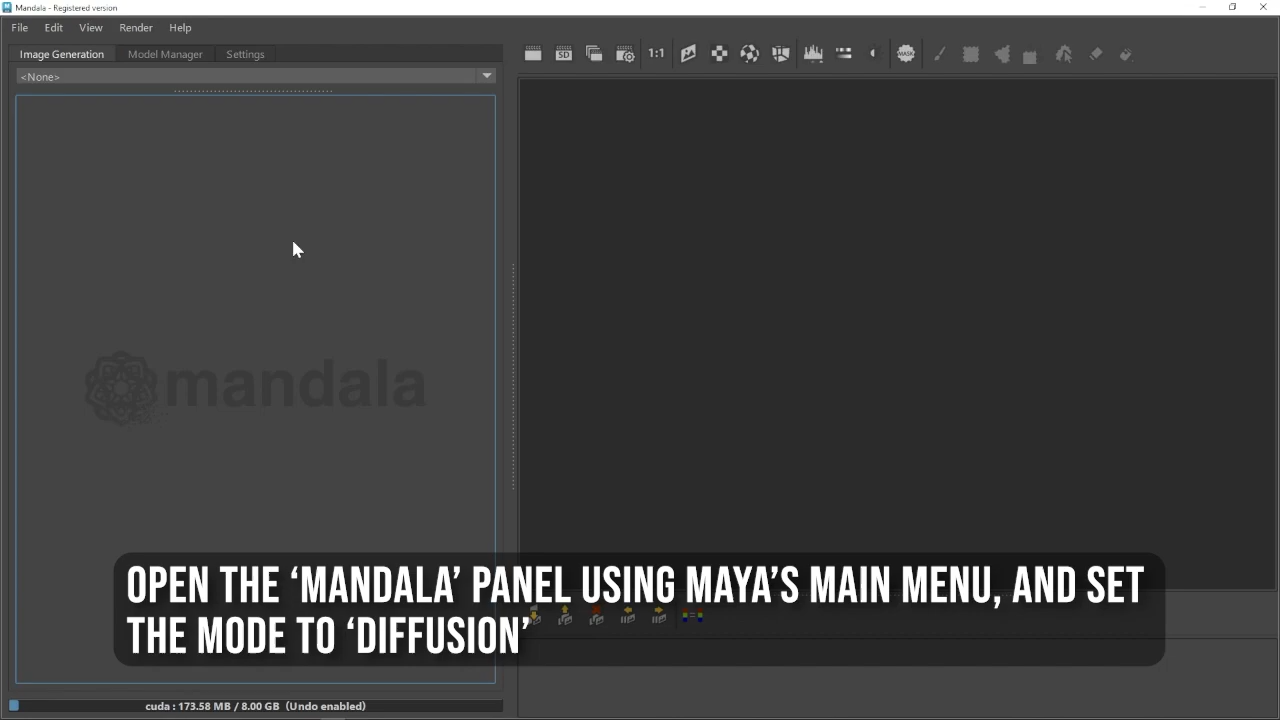 Mandala - Registered version
File Edit View Render Help
Image Generation Model Manager Settings
SD 1:1 MASK
<None>
mandala
OPEN THE ‘MANDALA’ PANEL USING MAYA’S MAIN MENU, AND SET
THE MODE TO ‘DIFFUSION’
cuda : 173.58 MB / 8.00 GB (Undo enabled)